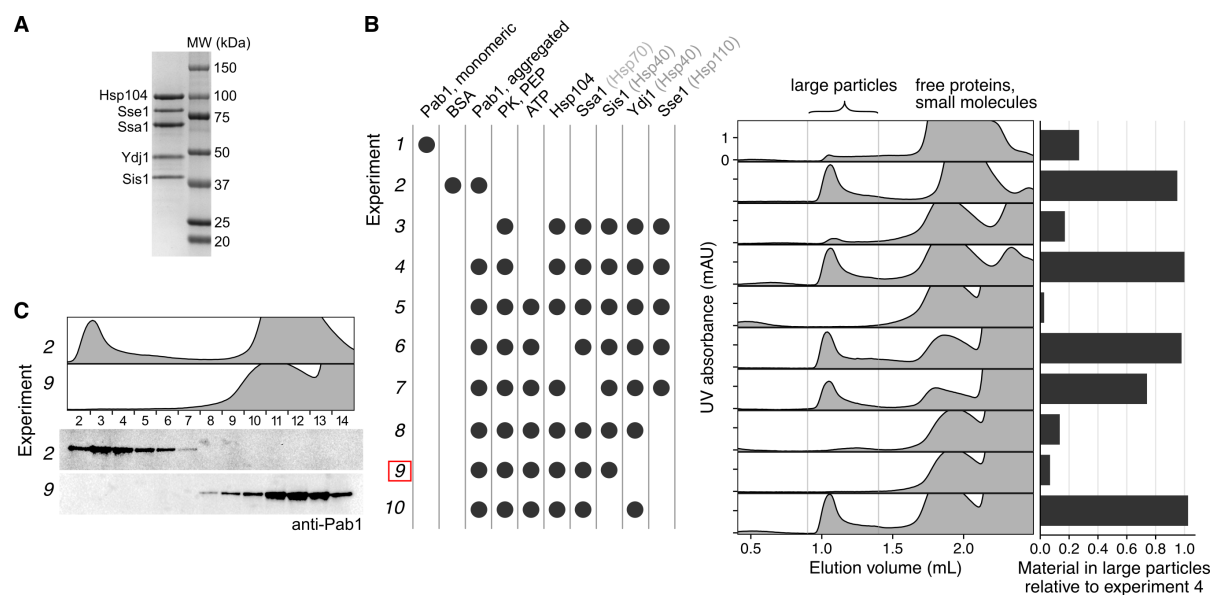 A
MW (kDa)
150
Hsp104
100
Sse1
75
Ssa1
50
Ydj1
Sis1
37
25
20
B
Pab1, monomeric
BSA
Pab1, aggregated
PK, PEP
ATP
Hsp104
Ssa1 (Hsp70)
Sis1 (Hsp40)
Ydj1 (Hsp40)
Sse1 (Hsp110)
Experiment
1
2
3
4
5
6
7
8
9
10
large particles
free proteins,
small molecules
1
0
UV absorbance (mAU)
0.5 1.0 1.5 2.0
Elution volume (mL)
0.0 0.2 0.4 0.6 0.8 1.0
Material in large particles
relative to experiment 4
C
Experiment
2
9
2 3 4 5 6 7 8 9 10 11 12 13 14
2
9
anti-Pab1